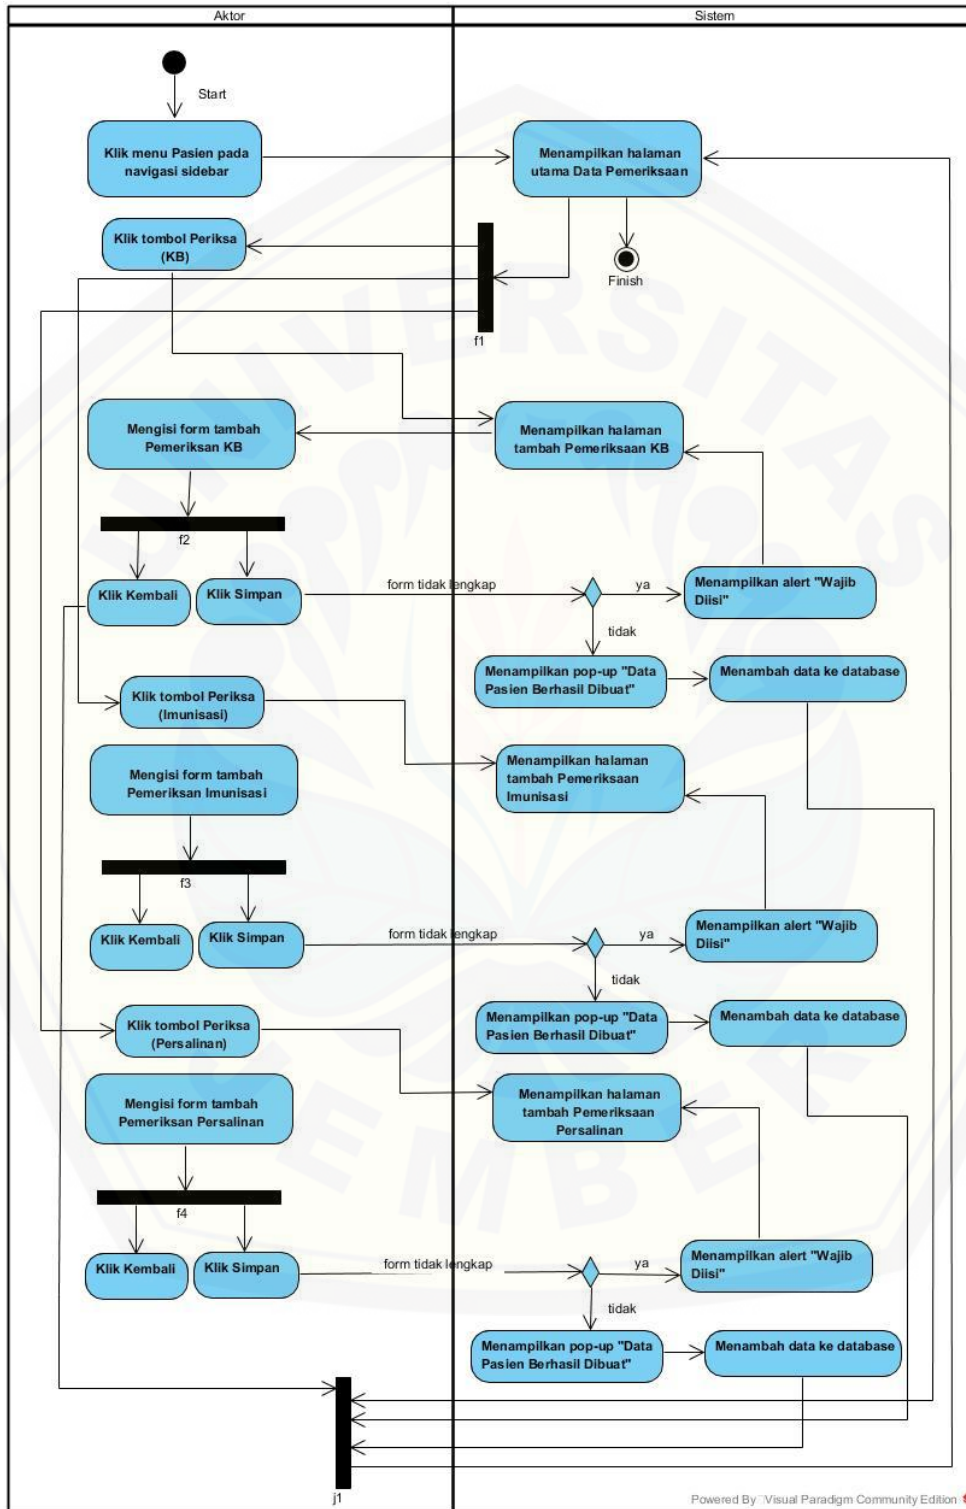 Aktor
Sistem
Start
Klik menu Pasien pada
navigasi sidebar
Menampilkan halaman
utama Data Pemeriksaan
Klik tombol Periksa
(KB)
Finish
f1
Mengisi form tambah
Pemeriksan KB
Menampilkan halaman
tambah Pemeriksaan KB
f2
Klik Kembali
Klik Simpan
form tidak lengkap
ya
Menampilkan alert "Wajib
Diisi"
tidak
Menampilkan pop-up "Data
Pasien Berhasil Dibuat"
Menambah data ke database
Klik tombol Periksa
(Imunisasi)
Mengisi form tambah
Pemeriksan Imunisasi
Menampilkan halaman
tambah Pemeriksaan
Imunisasi
f3
Klik Kembali
Klik Simpan
form tidak lengkap
ya
Menampilkan alert "Wajib
Diisi"
tidak
Menampilkan pop-up "Data
Pasien Berhasil Dibuat"
Menambah data ke database
Klik tombol Periksa
(Persalinan)
Mengisi form tambah
Pemeriksan Persalinan
Menampilkan halaman
tambah Pemeriksaan
Persalinan
f4
Klik Kembali
Klik Simpan
form tidak lengkap
ya
Menampilkan alert "Wajib
Diisi"
tidak
Menampilkan pop-up "Data
Pasien Berhasil Dibuat"
Menambah data ke database
j1
UNIVERSITAS
JEMBER
Powered By Visual Paradigm Community Edition